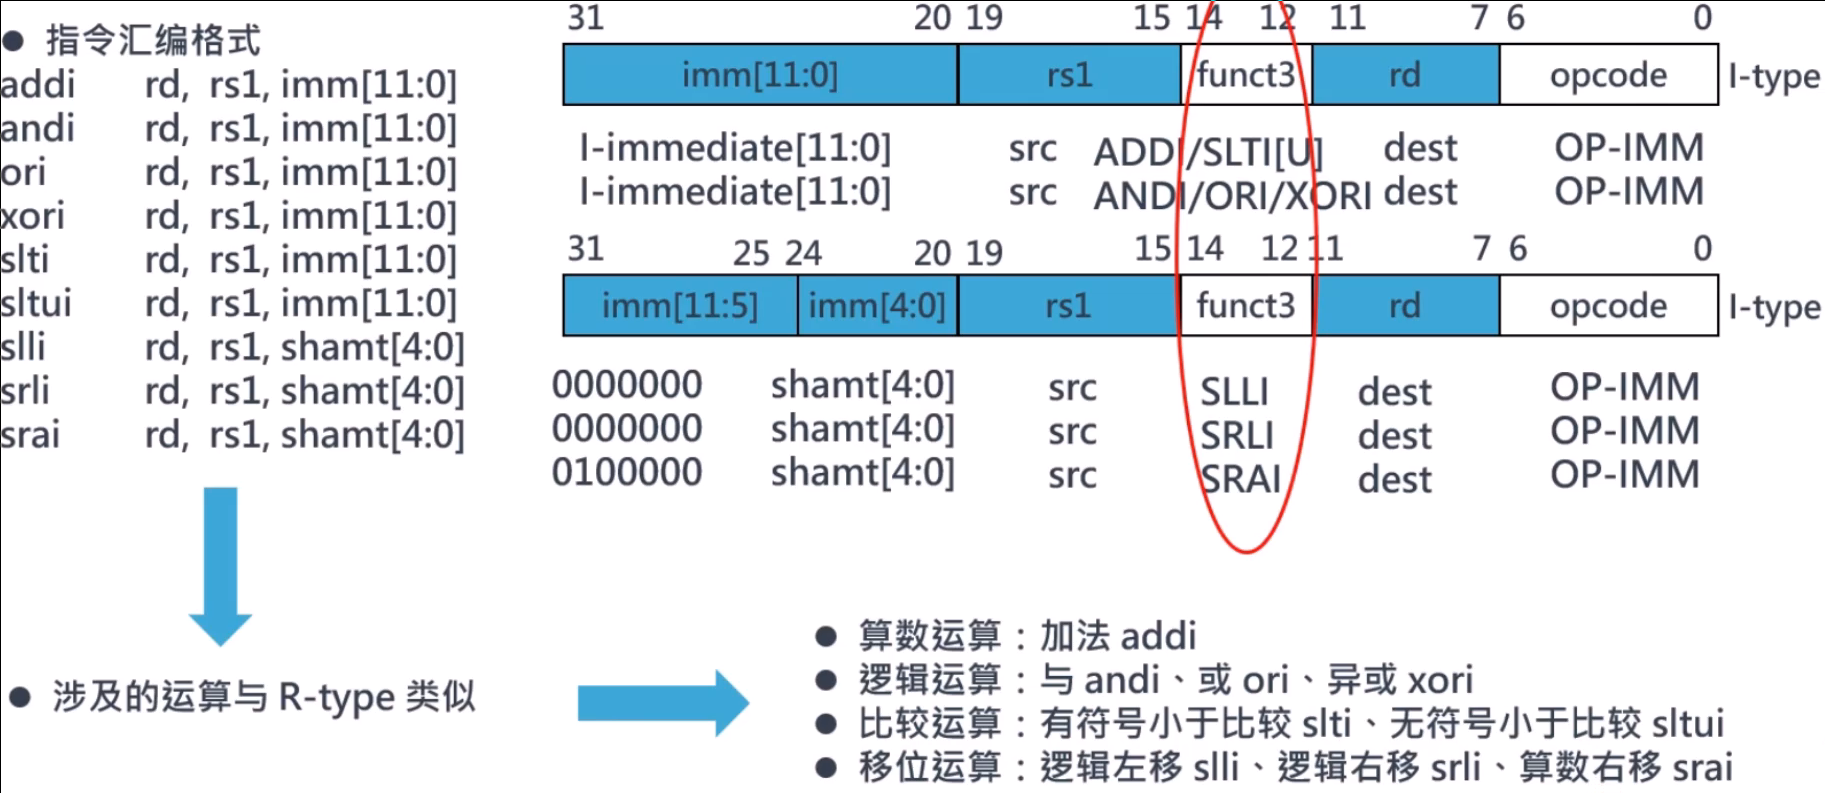 ● 指令汇编格式
addi rd, rs1, imm[11:0]
andi rd, rs1, imm[11:0]
ori rd, rs1, imm[11:0]
xori rd, rs1, imm[11:0]
slti rd, rs1, imm[11:0]
sltui rd, rs1, imm[11:0]
slli rd, rs1, shamt[4:0]
srli rd, rs1, shamt[4:0]
srai rd, rs1, shamt[4:0]
● 涉及的运算与 R-type 类似
31 20 19 15 14 12 11 7 6 0
imm[11:0] rs1 funct3 rd opcode I-type
I-immediate[11:0] src ADDI/SLTI[U] dest OP-IMM
I-immediate[11:0] src ANDI/ORI/XORI dest OP-IMM
31 25 24 20 19 15 14 12 11 7 6 0
imm[11:5] imm[4:0] rs1 funct3 rd opcode I-type
0000000 shamt[4:0] src SLLI dest OP-IMM
0000000 shamt[4:0] src SRLI dest OP-IMM
0100000 shamt[4:0] src SRAI dest OP-IMM
● 算数运算：加法 addi
● 逻辑运算：与 andi、或 ori、异或 xori
● 比较运算：有符号小于比较 slti、无符号小于比较 sltui
● 移位运算：逻辑左移 slli、逻辑右移 srli、算数右移 srai